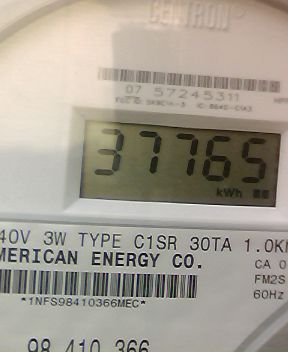 CENTRON
07 57245311
37765
kWh
40V 3W TYPE C1SR 30TA 1.0K
MERICAN ENERGY CO.
CA 0
FM2S
60Hz
*1NFS98410366MEC*
98 410 366